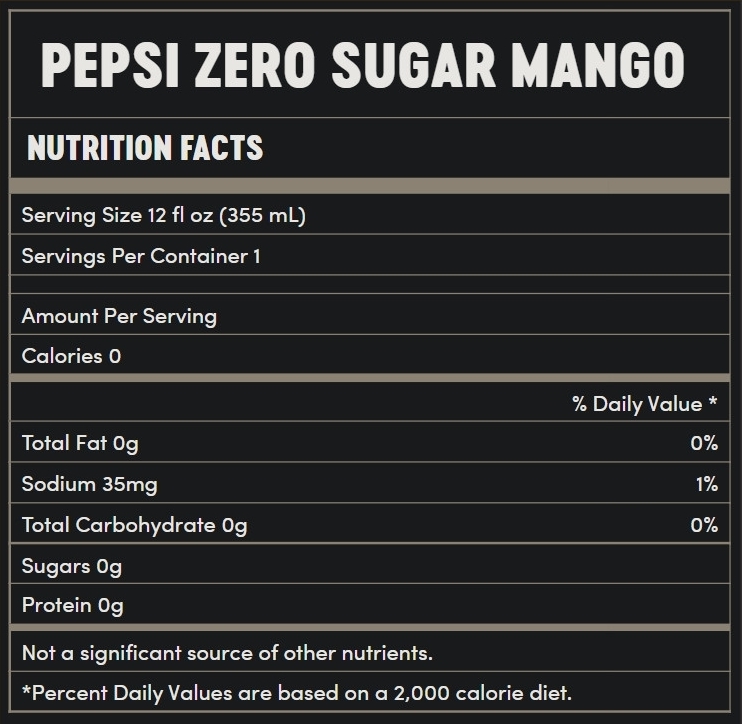 PEPSI ZERO SUGAR MANGO
NUTRITION FACTS
Serving Size 12 fl oz (355 mL)
Servings Per Container 1
Amount Per Serving
Calories 0
% Daily Value *
Total Fat 0g 0%
Sodium 35mg 1%
Total Carbohydrate 0g 0%
Sugars 0g
Protein 0g
Not a significant source of other nutrients.
*Percent Daily Values are based on a 2,000 calorie diet.